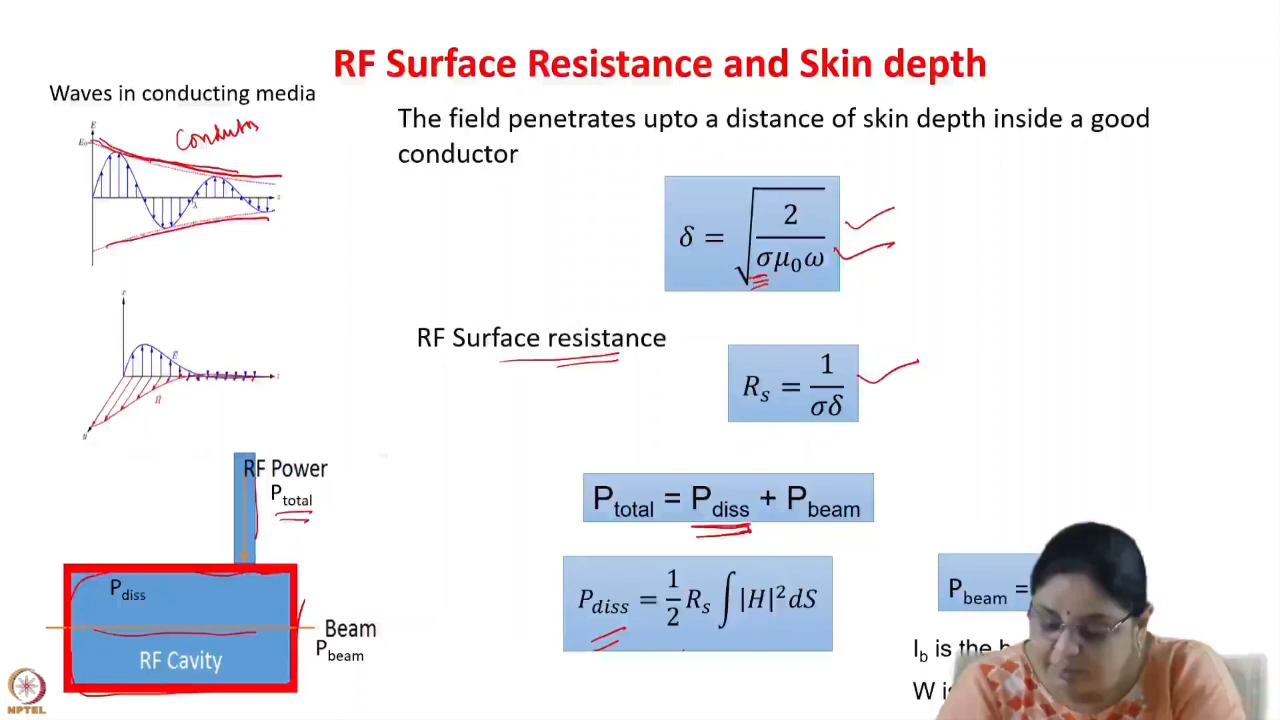 RF Surface Resistance and Skin depth
Waves in conducting media
Conductor
The field penetrates upto a distance of skin depth inside a good
conductor
δ = √(2/(σμ₀ω))
RF Surface resistance
Rₛ = 1/(σδ)
RF Power
P_total
P_total = P_diss + P_beam
P_diss
P_diss = 1/2 Rₛ ∫|H|²dS
P_beam =
Beam
P_beam
RF Cavity
I_b is the
W is
NPTEL